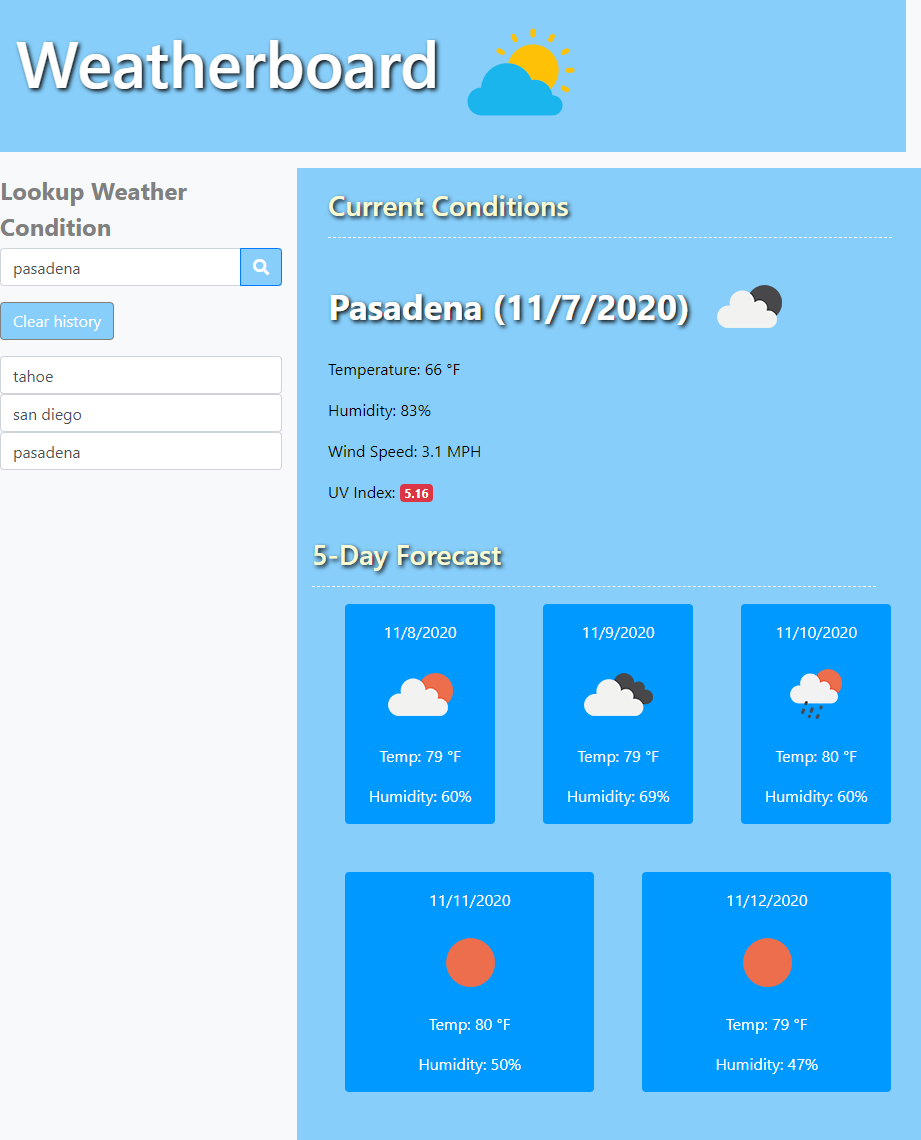 Weatherboard
Lookup Weather
Condition
pasadena
Clear history
tahoe
san diego
pasadena
Current Conditions
Pasadena (11/7/2020)
Temperature: 66 °F
Humidity: 83%
Wind Speed: 3.1 MPH
UV Index: 5.16
5-Day Forecast
11/8/2020
Temp: 79 °F
Humidity: 60%
11/9/2020
Temp: 79 °F
Humidity: 69%
11/10/2020
Temp: 80 °F
Humidity: 60%
11/11/2020
Temp: 80 °F
Humidity: 50%
11/12/2020
Temp: 79 °F
Humidity: 47%